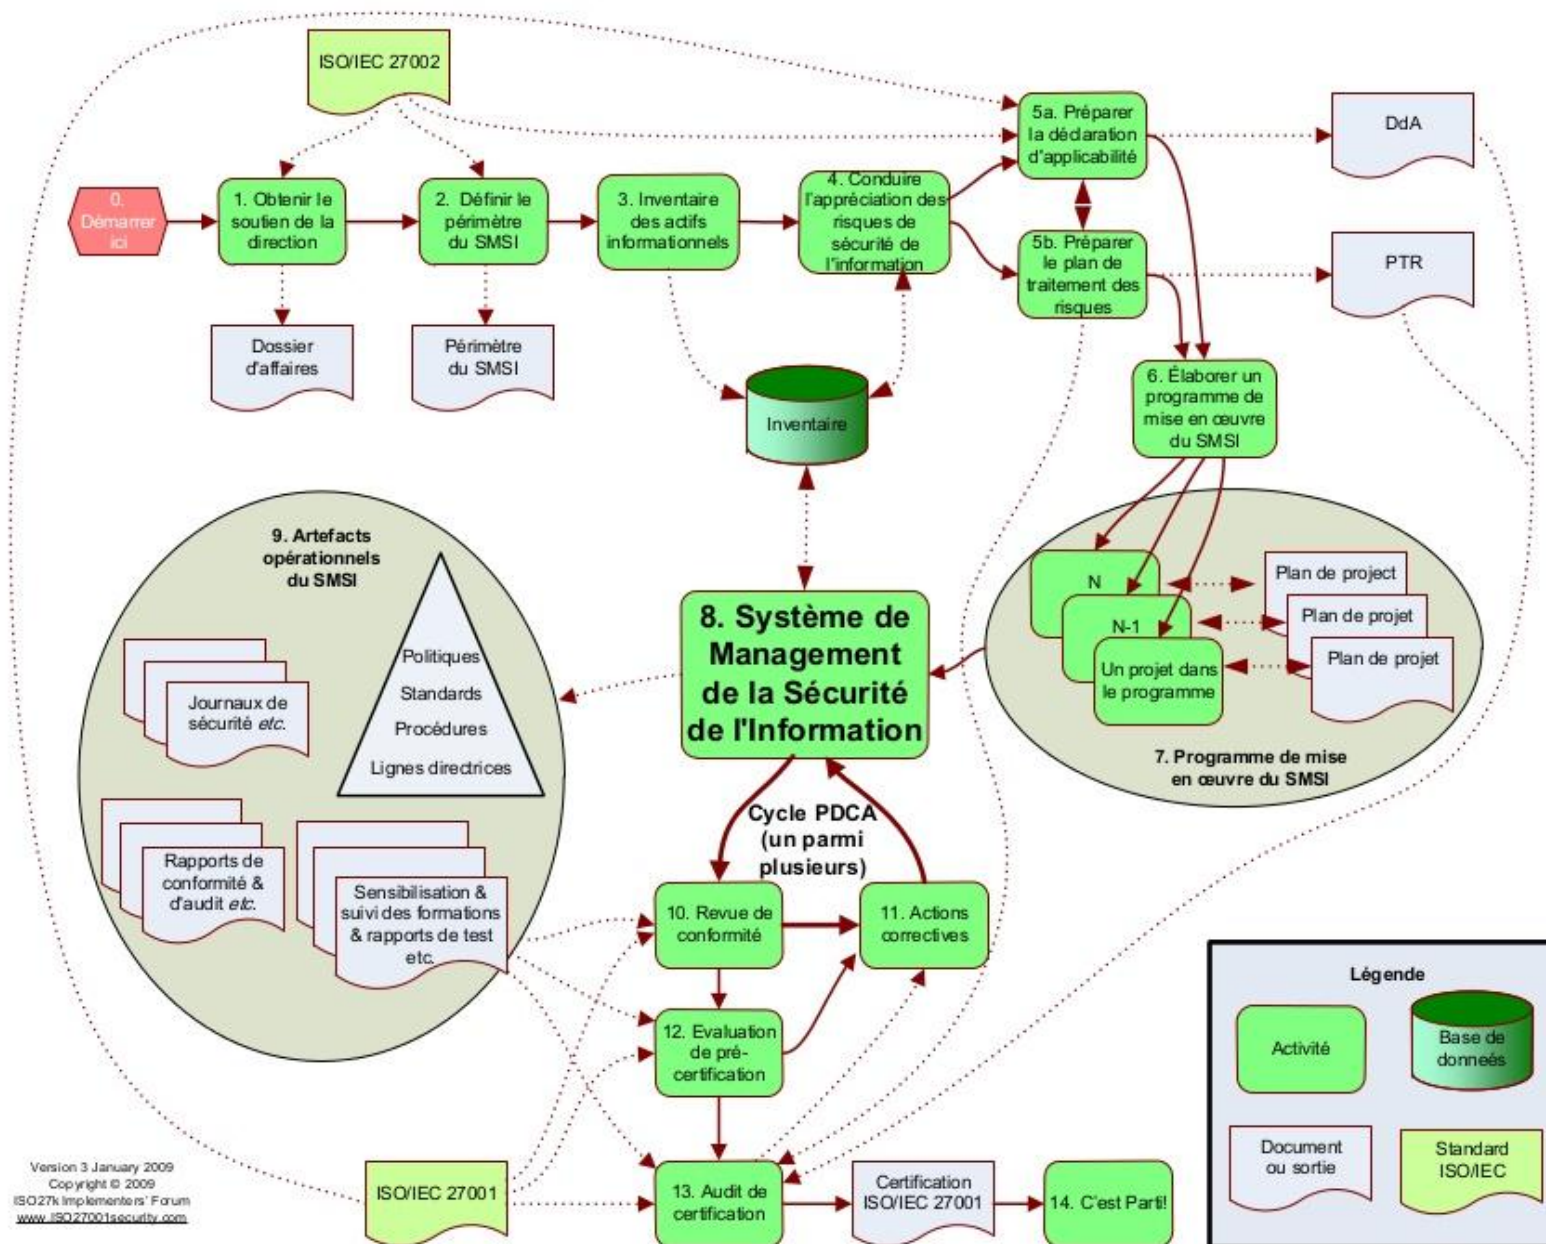 ISO/IEC 27002
0.
Démarrer
ici
1. Obtenir le
soutien de la
direction
2. Définir le
périmètre
du SMSI
3. Inventaire
des actifs
informationnels
4. Conduire
l'appréciation des
risques de
sécurité de
l'information
5a. Préparer
la déclaration
d'applicabilité
DdA
5b. Préparer
le plan de
traitement des
risques
PTR
Dossier
d'affaires
Périmètre
du SMSI
Inventaire
6. Élaborer un
programme de
mise en œuvre
du SMSI
9. Artefacts
opérationnels
du SMSI
Politiques
Standards
Procédures
Lignes directrices
Journaux de
sécurité etc.
Rapports de
conformité &
d'audit etc.
Sensibilisation &
suivi des formations
& rapports de test
etc.
8. Système de
Management
de la Sécurité
de l'Information
N
N-1
Un projet dans
le programme
Plan de project
Plan de projet
Plan de projet
7. Programme de mise
en œuvre du SMSI
Cycle PDCA
(un parmi
plusieurs)
10. Revue de
conformité
11. Actions
correctives
12. Evaluation
de pré-
certification
ISO/IEC 27001
13. Audit de
certification
Certification
ISO/IEC 27001
14. C'est Parti!
Légende
Activité
Base de
donneés
Document
ou sortie
Standard
ISO/IEC
Version 3 January 2009
Copyright © 2009
ISO27k Implementers' Forum
www.ISO27001security.com